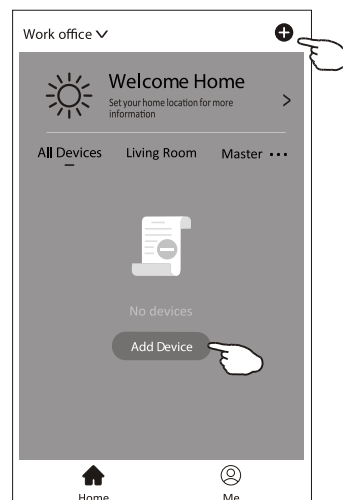 Work office
Welcome Home
Set your home location for more
information
All Devices Living Room Master
No devices
Add Device
Home Me